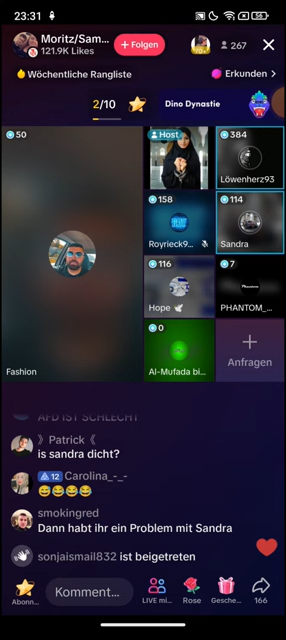 23:31
56
Moritz/Sam...
121.9K Likes
+ Folgen
267
Wöchentliche Rangliste
Erkunden >
2/10
Dino Dynastie
50
Fashion
Host
384
Löwenherz93
158
Royrieck9...
114
Sandra
116
Hope
7
PHANTOM_...
0
Al-Mufada bi...
Anfragen
AFD IST SCHLECHT
》Patrick《
is sandra dicht?
12 Carolina_-_-
😅😅😅😅
smokingred
Dann habt ihr ein Problem mit Sandra
sonjaismail832 ist beigetreten
Abonn...
Komment...
LIVE mi...
Rose
Gesche...
166